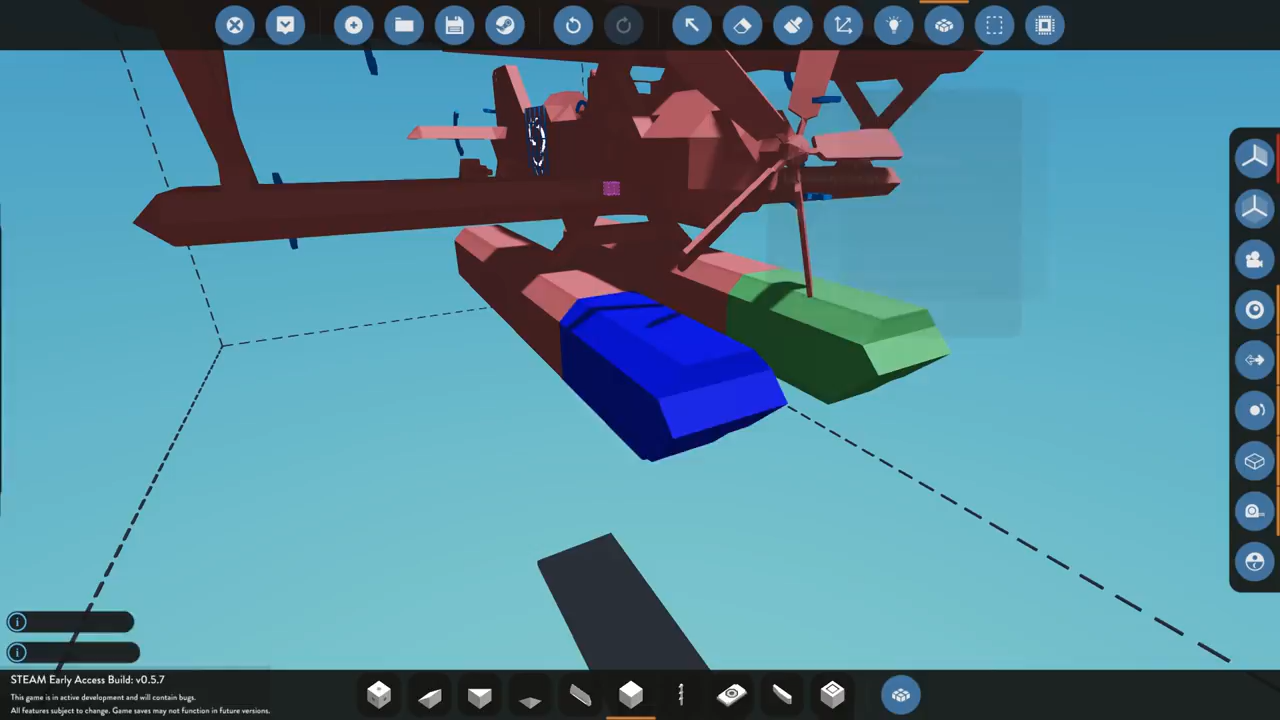 STEAM Early Access Build: v0.5.7
This game is in active development and will contain bugs.
All features subject to change. Game saves may not function in future versions.